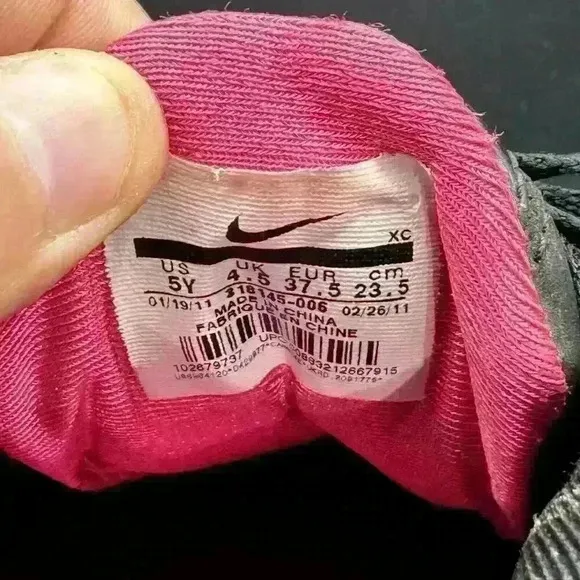 XC
US UK EUR cm
5Y 4.5 37.5 23.5
01/19/11 318145-006 02/26/11
MADE IN CHINA
FABRIQUE EN CHINE
102679737